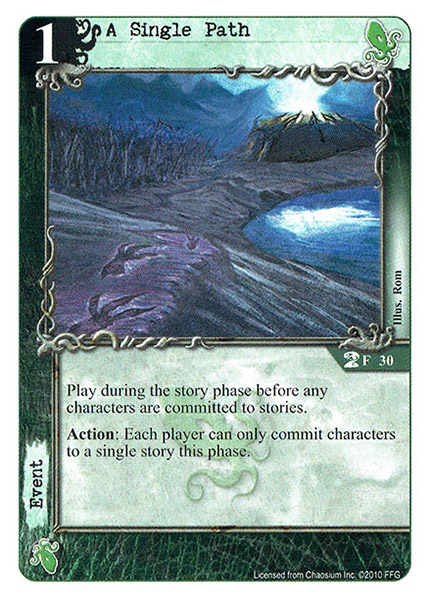 1
A Single Path
Illus. Rom
F 30
Play during the story phase before any
characters are committed to stories.
Action: Each player can only commit characters
to a single story this phase.
Event
Licensed from Chaosium Inc. ©2010 FFG